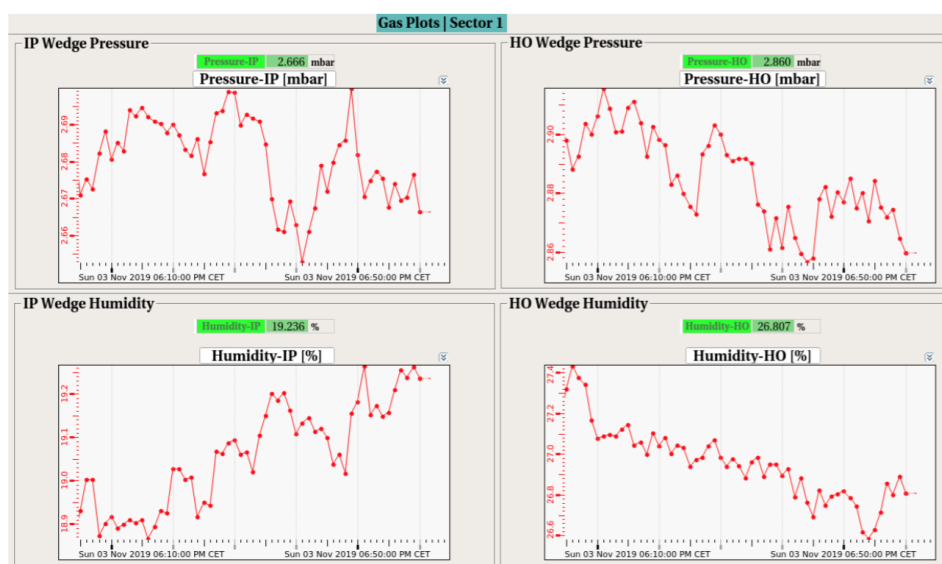 Gas Plots | Sector 1
IP Wedge Pressure
Pressure-IP 2.666 mbar
Pressure-IP [mbar]
2.69
2.68
2.67
2.66
Sun 03 Nov 2019 06:10:00 PM CET Sun 03 Nov 2019 06:50:00 PM CET
HO Wedge Pressure
Pressure-HO 2.860 mbar
Pressure-HO [mbar]
2.90
2.88
2.86
Sun 03 Nov 2019 06:10:00 PM CET Sun 03 Nov 2019 06:50:00 PM CET
IP Wedge Humidity
Humidity-IP 19.236 %
Humidity-IP [%]
19.2
19.1
19.0
18.9
Sun 03 Nov 2019 06:10:00 PM CET Sun 03 Nov 2019 06:50:00 PM CET
HO Wedge Humidity
Humidity-HO 26.807 %
Humidity-HO [%]
27.4
27.2
27.0
26.8
26.6
Sun 03 Nov 2019 06:10:00 PM CET Sun 03 Nov 2019 06:50:00 PM CET